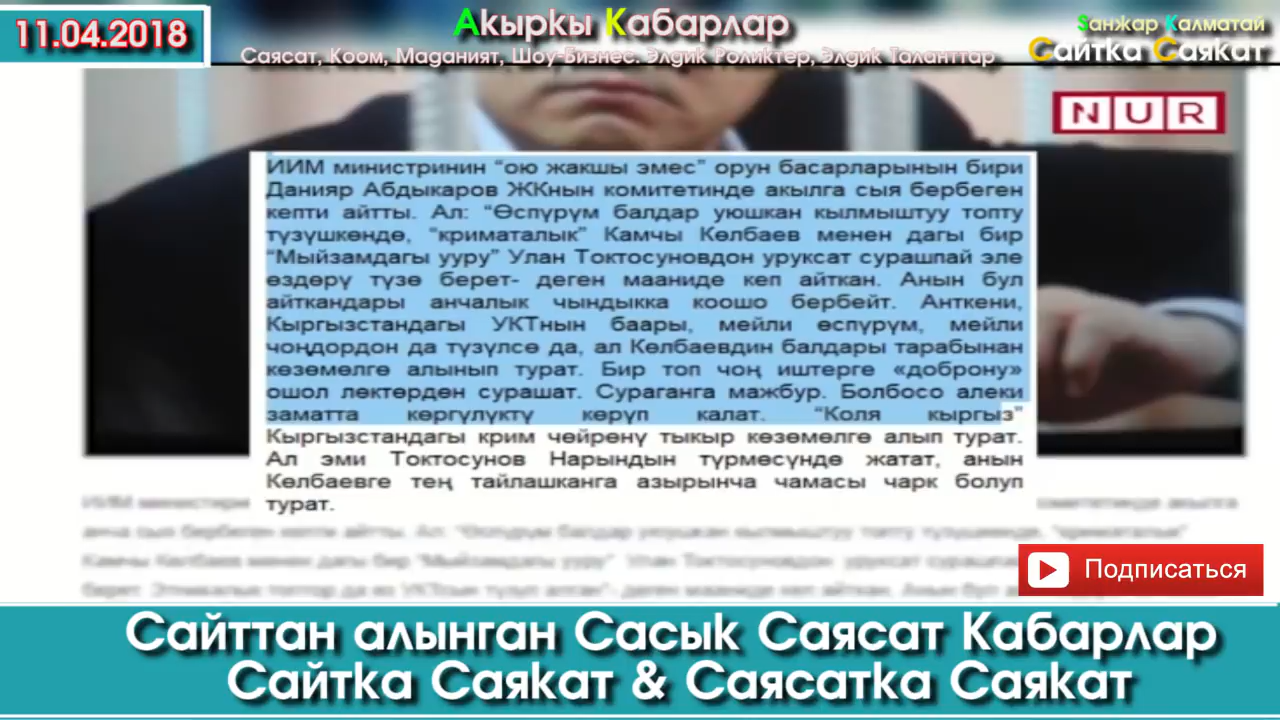 11.04.2018
Акыркы Кабарлар
Саясат, Коом, Маданият, Шоу-Бизнес. Элдик Роликтер, Элдик Таланттар
Sанжар Калматай
Сайтка Саякат
NUR
ИИМ министринин “ою жакшы эмес” орун басарларынын бири
Данияр Абдыкаров ЖКнын комитетинде акылга сыя бербеген
кепти айтты. Ал: “Өспүрүм балдар уюшкан кылмыштуу топту
түзүшкөндө, “криматалык” Камчы Көлбаев менен дагы бир
“Мыйзамдагы ууру” Улан Токтосуновдон уруксат сурашпай эле
өздөрү түзө берет- деген мааниде кеп айткан. Анын бул
айткандары анчалык чындыкка коошо бербейт. Анткени,
Кыргызстандагы УКТнын баары, мейли өспүрүм, мейли
чоңдордон да түзүлсө да, ал Көлбаевдин балдары тарабынан
көзөмөлгө алынып турат. Бир топ чоң иштерге «доброну»
ошол лөктөрдөн сурашат. Сураганга мажбур. Болбосо алеки
заматта көргүлүктү көрүп калат. “Коля кыргыз”
Кыргызстандагы крим чөйрөнү тыкыр көзөмөлгө алып турат.
Ал эми Токтосунов Нарындын түрмөсүндө жатат, анын
Көлбаевге тең тайлашканга азырынча чамасы чарк болуп
турат.
Подписаться
Сайттан алынган Сасык Саясат Кабарлар
Сайтка Саякат & Саясатка Саякат